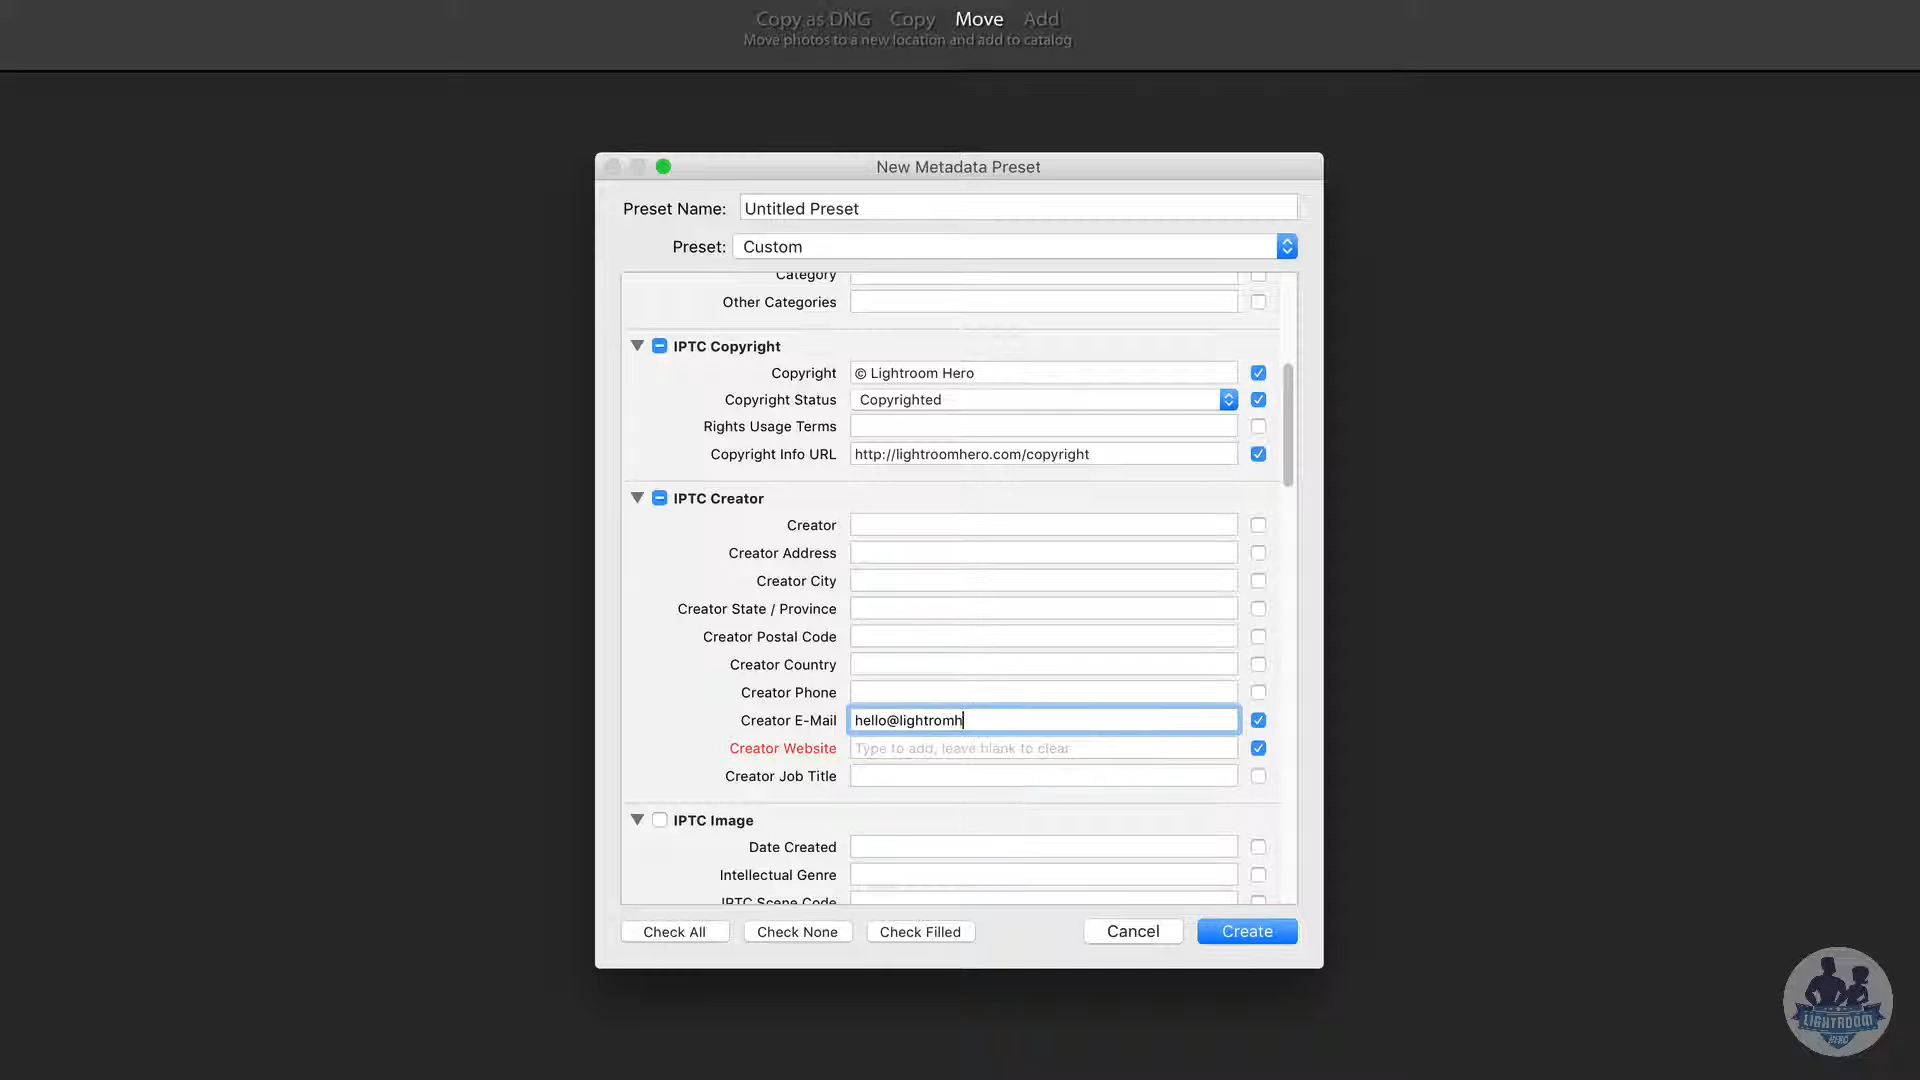 Copy as DNG Copy Move Add
Move photos to a new location and add to catalog
New Metadata Preset
Preset Name: Untitled Preset
Preset: Custom
Category
Other Categories
IPTC Copyright
Copyright © Lightroom Hero
Copyright Status Copyrighted
Rights Usage Terms
Copyright Info URL http://lightroomhero.com/copyright
IPTC Creator
Creator
Creator Address
Creator City
Creator State / Province
Creator Postal Code
Creator Country
Creator Phone
Creator E-Mail hello@lightromh
Creator Website Type to add, leave blank to clear
Creator Job Title
IPTC Image
Date Created
Intellectual Genre
IPTC Scene Code
Check All Check None Check Filled Cancel Create
LIGHTROOM
HERO